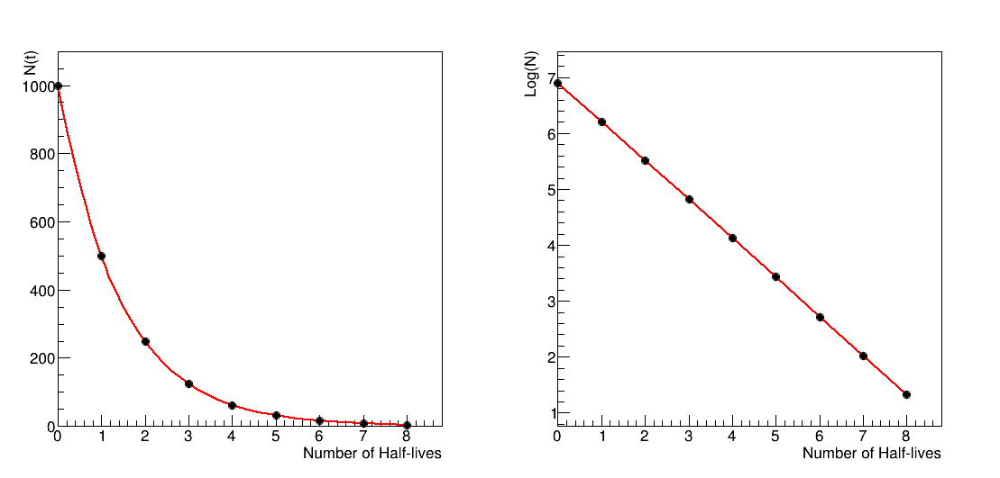 N(t)
1000
800
600
400
200
0
0 1 2 3 4 5 6 7 8
Number of Half-lives
Log(N)
7
6
5
4
3
2
1
0 1 2 3 4 5 6 7 8
Number of Half-lives